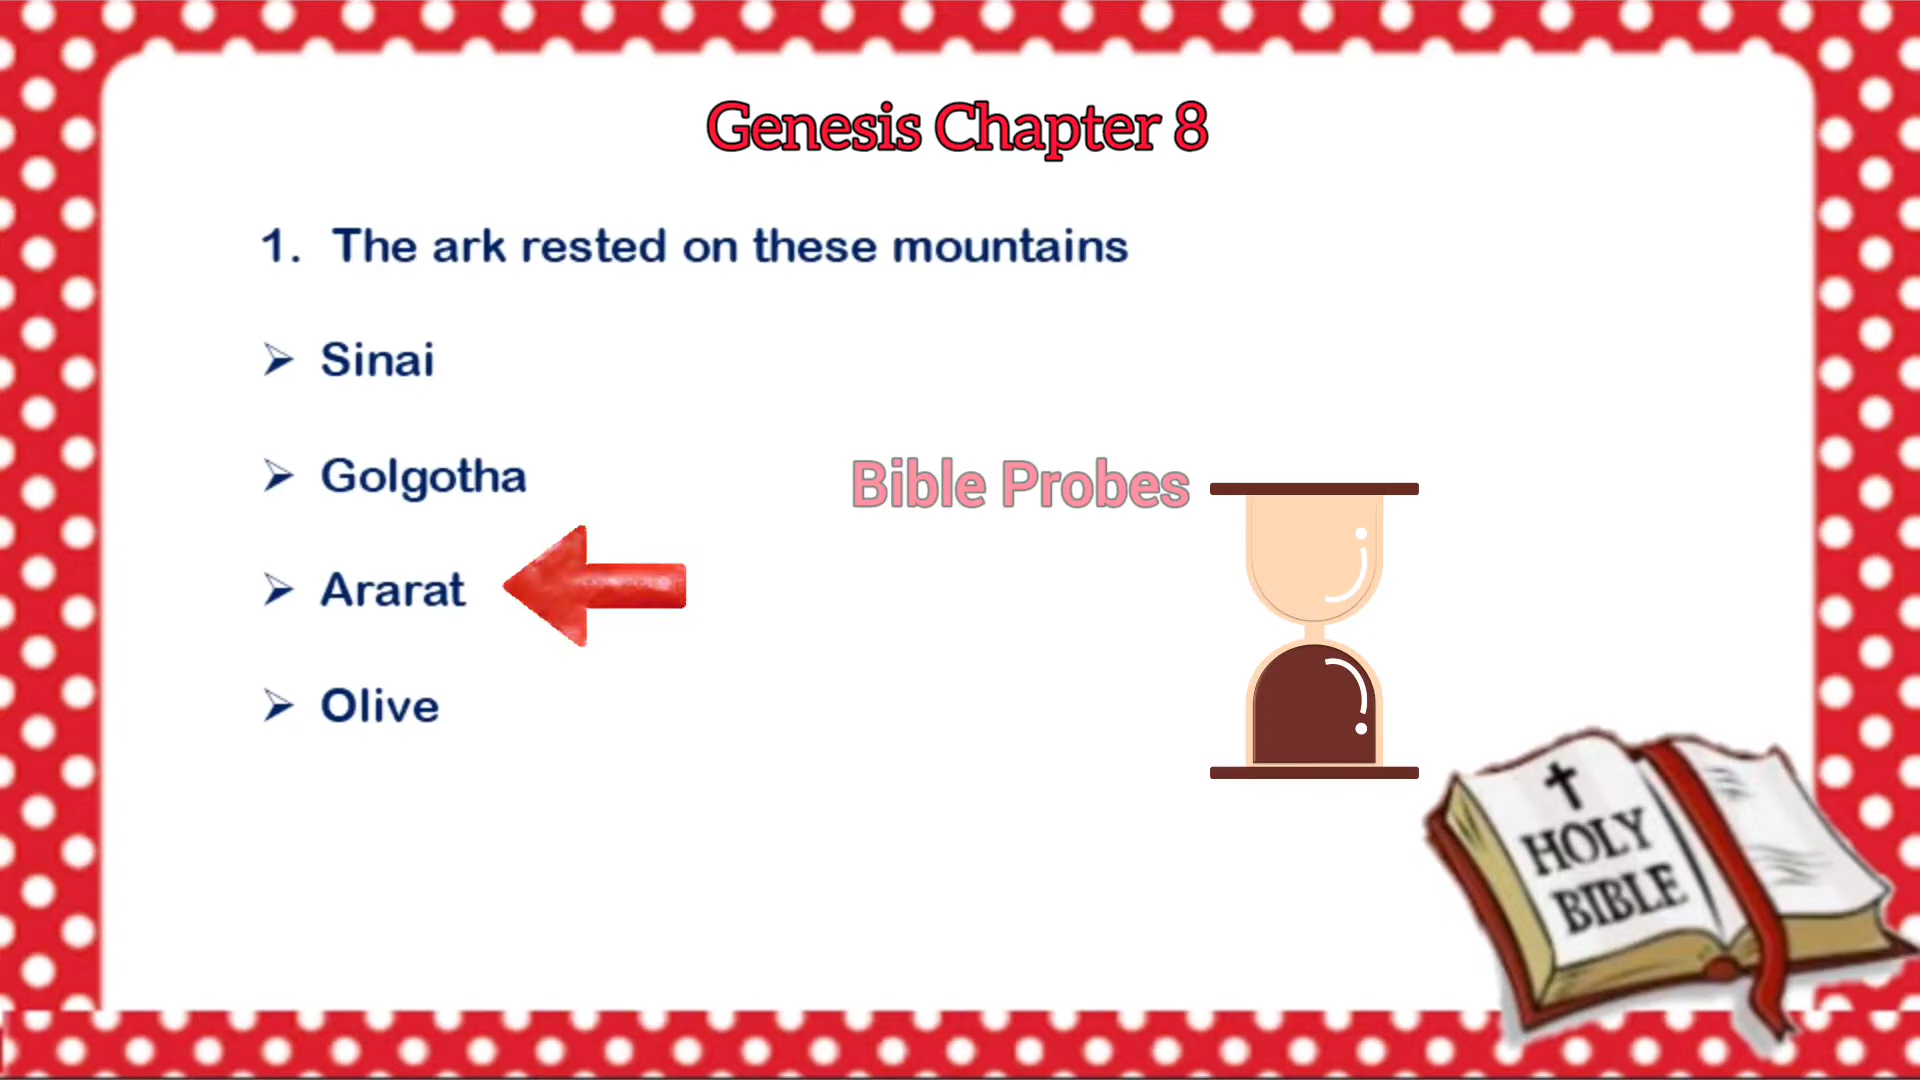 Genesis Chapter 8
1. The ark rested on these mountains
Sinai
Golgotha
Bible Probes
Ararat
Olive
HOLY
BIBLE